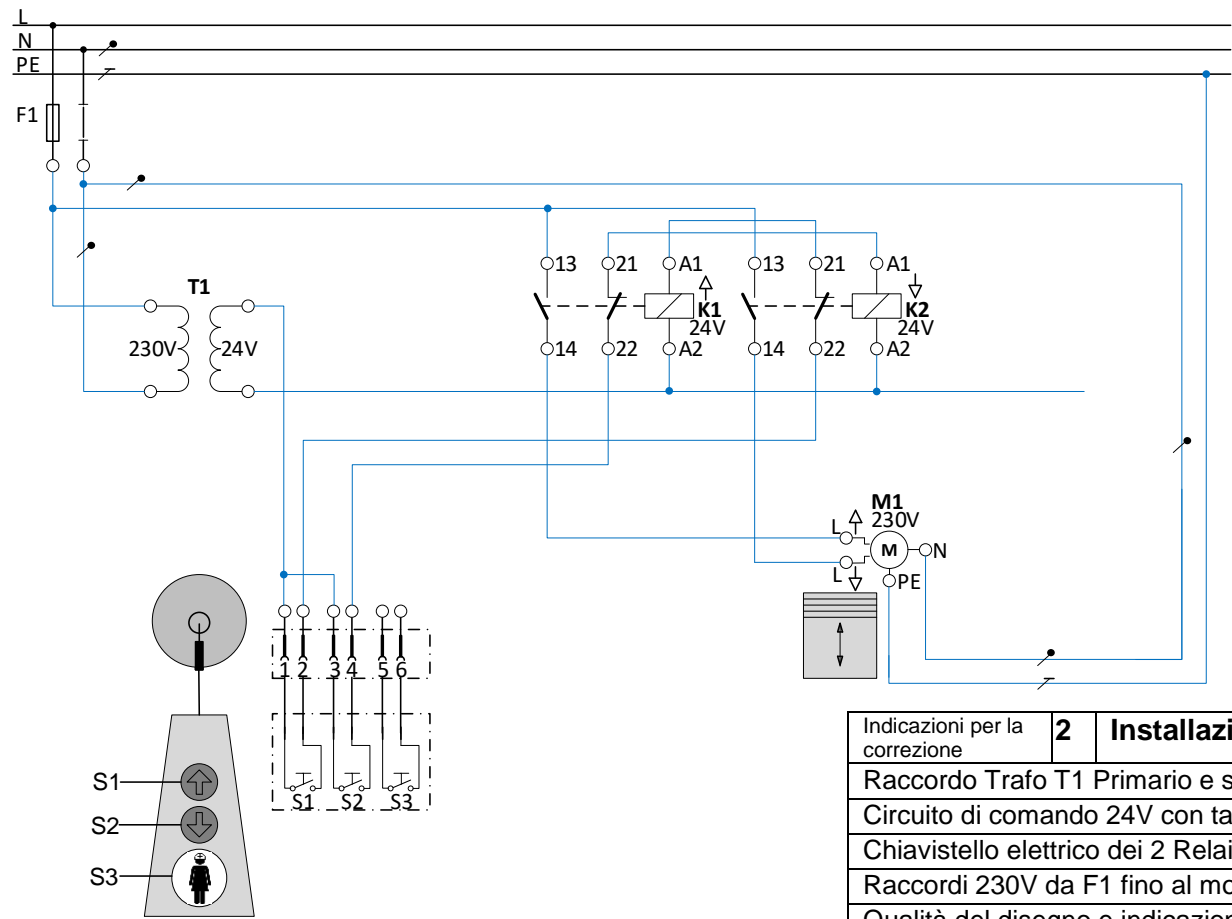 L
N
PE
F1
T1
230V
24V
13
21
A1
K1
24V
14
22
A2
13
21
A1
K2
24V
14
22
A2
M1
230V
L
M
N
L
PE
1 2 3 4 5 6
S1 S2 S3
S1
S2
S3
Indicazioni per la
correzione
2
Raccordo Trafo T1 Primario e
Circuito di comando 24V con
Chiavistello elettrico dei 2 Relai
Raccordi 230V da F1 fino al
Qualità del disegno e